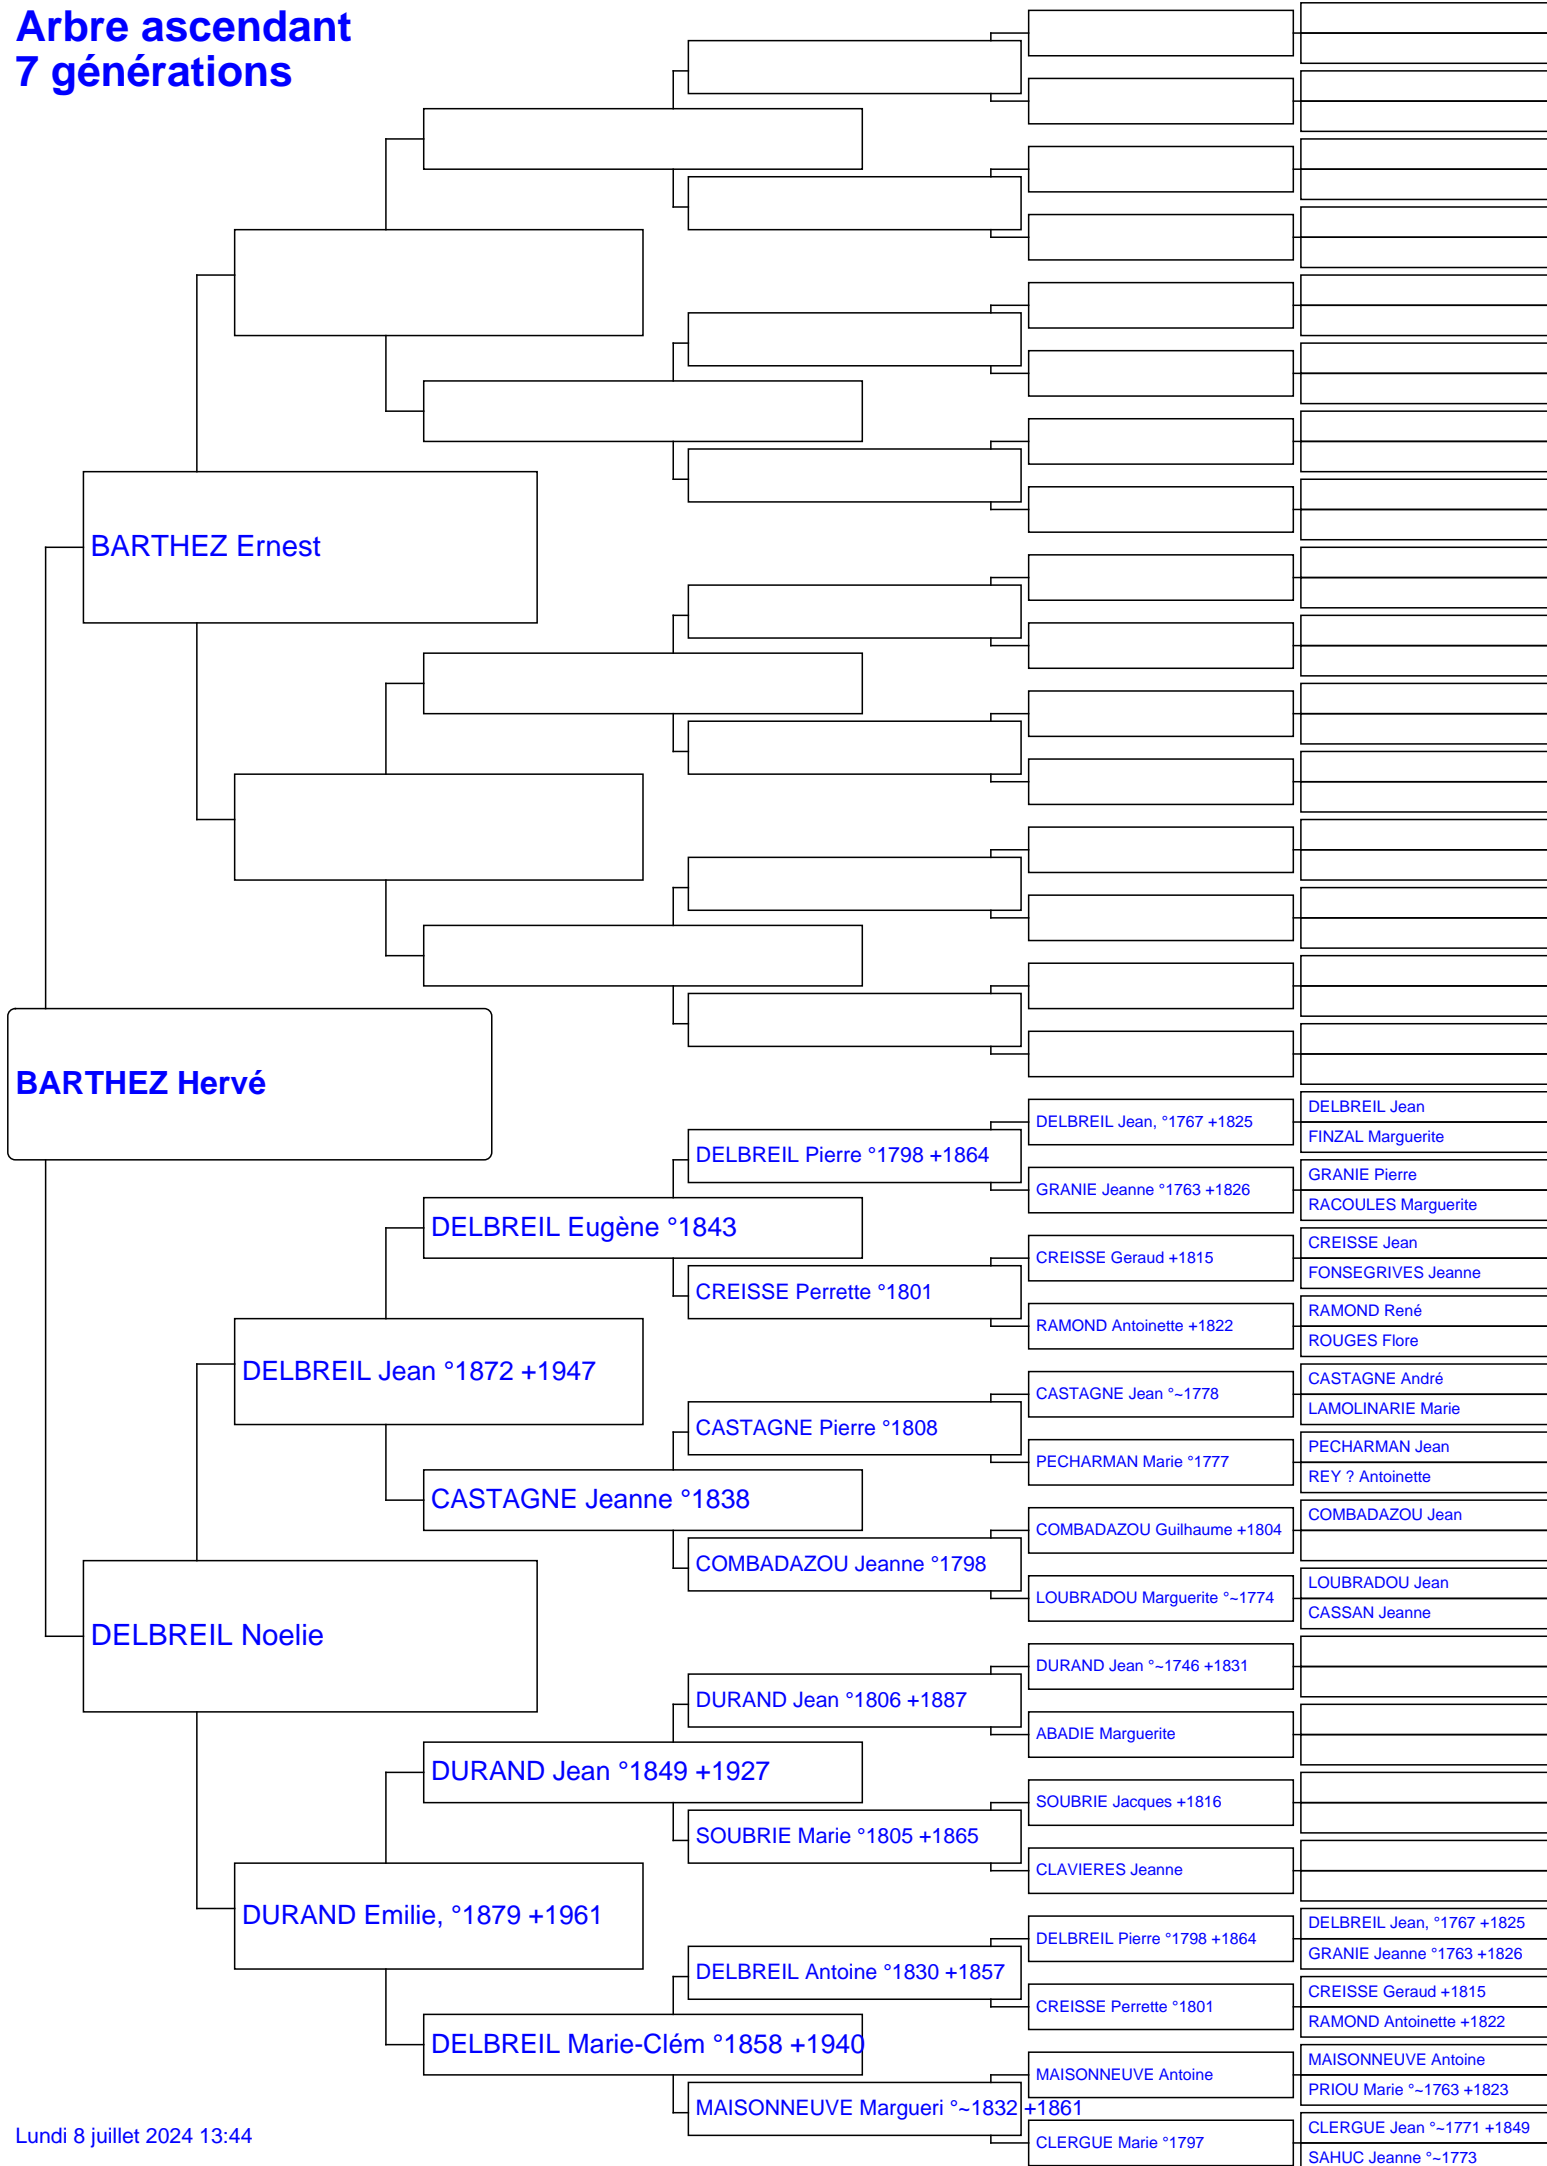 Arbre ascendant
7 générations
BARTHEZ Ernest
BARTHEZ Hervé
DELBREIL Jean, °1767 +1825
DELBREIL Jean
FINZAL Marguerite
DELBREIL Pierre °1798 +1864
GRANIE Jeanne °1763 +1826
GRANIE Pierre
RACOULES Marguerite
DELBREIL Eugène °1843
CREISSE Geraud +1815
CREISSE Jean
FONSEGRIVES Jeanne
CREISSE Perrette °1801
RAMOND Antoinette +1822
RAMOND René
ROUGES Flore
DELBREIL Jean °1872 +1947
CASTAGNE Jean °~1778
CASTAGNE André
LAMOLINARIE Marie
CASTAGNE Pierre °1808
PECHARMAN Marie °1777
PECHARMAN Jean
REY ? Antoinette
CASTAGNE Jeanne °1838
COMBADAZOU Guilhaume +1804
COMBADAZOU Jean
COMBADAZOU Jeanne °1798
LOUBRADOU Marguerite °~1774
LOUBRADOU Jean
CASSAN Jeanne
DELBREIL Noelie
DURAND Jean °~1746 +1831
DURAND Jean °1806 +1887
ABADIE Marguerite
DURAND Jean °1849 +1927
SOUBRIE Jacques +1816
SOUBRIE Marie °1805 +1865
CLAVIERES Jeanne
DURAND Emilie, °1879 +1961
DELBREIL Pierre °1798 +1864
DELBREIL Jean, °1767 +1825
GRANIE Jeanne °1763 +1826
DELBREIL Antoine °1830 +1857
CREISSE Perrette °1801
CREISSE Geraud +1815
RAMOND Antoinette +1822
DELBREIL Marie-Clém °1858 +1940
MAISONNEUVE Antoine
MAISONNEUVE Antoine
PRIOU Marie °~1763 +1823
MAISONNEUVE Margueri °~1832 +1861
CLERGUE Marie °1797
CLERGUE Jean °~1771 +1849
SAHUC Jeanne °~1773
Lundi 8 juillet 2024 13:44